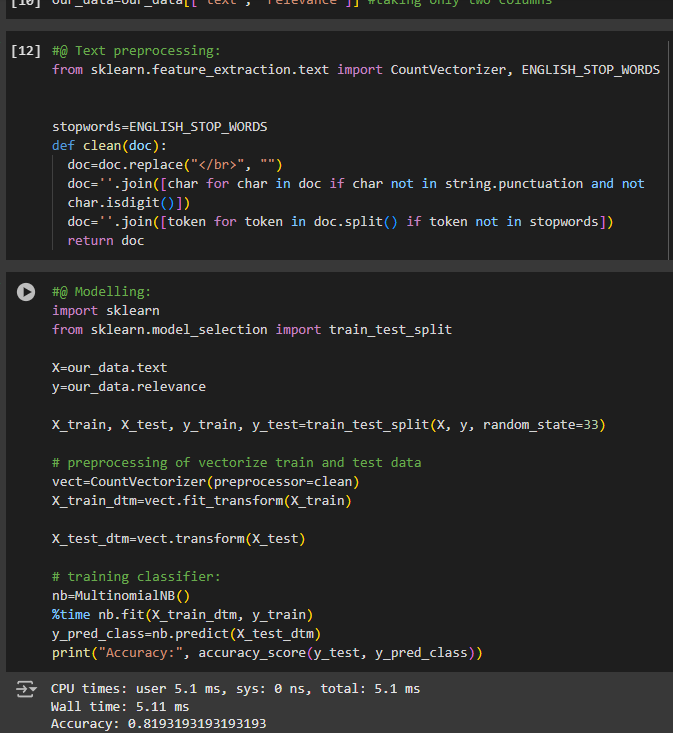 [10] our_data=our_data[['text', 'relevance']] #taking only two columns
[12] #@ Text preprocessing:
from sklearn.feature_extraction.text import CountVectorizer, ENGLISH_STOP_WORDS
stopwords=ENGLISH_STOP_WORDS
def clean(doc):
doc=doc.replace("</br>", "")
doc=''.join([char for char in doc if char not in string.punctuation and not
char.isdigit()])
doc=''.join([token for token in doc.split() if token not in stopwords])
return doc
#@ Modelling:
import sklearn
from sklearn.model_selection import train_test_split
X=our_data.text
y=our_data.relevance
X_train, X_test, y_train, y_test=train_test_split(X, y, random_state=33)
# preprocessing of vectorize train and test data
vect=CountVectorizer(preprocessor=clean)
X_train_dtm=vect.fit_transform(X_train)
X_test_dtm=vect.transform(X_test)
# training classifier:
nb=MultinomialNB()
%time nb.fit(X_train_dtm, y_train)
y_pred_class=nb.predict(X_test_dtm)
print("Accuracy:", accuracy_score(y_test, y_pred_class))
CPU times: user 5.1 ms, sys: 0 ns, total: 5.1 ms
Wall time: 5.11 ms
Accuracy: 0.8193193193193193